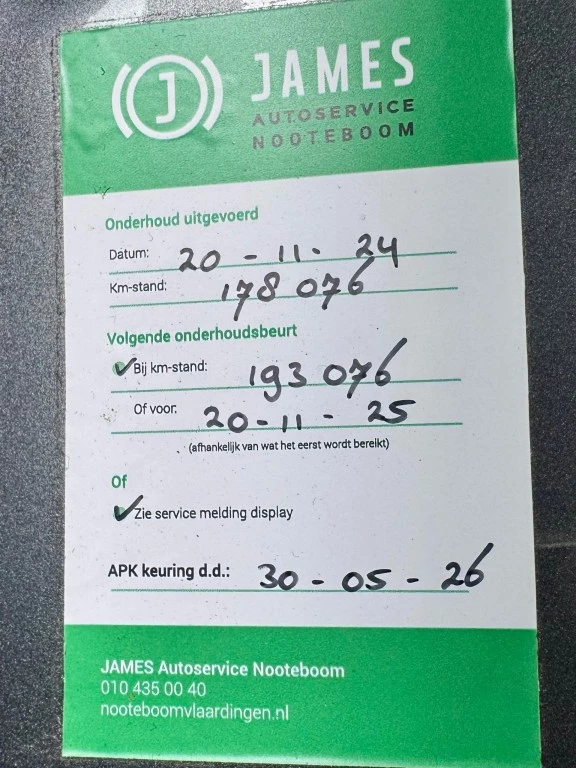 J JAMES
AUTOSERVICE
NOOTEBOOM
Onderhoud uitgevoerd
Datum: 20 - 11 - 24
Km-stand: 178 076
Volgende onderhoudsbeurt
Bij km-stand: 193 076
Of voor: 20 - 11 - 25
(afhankelijk van wat het eerst wordt bereikt)
Of
Zie service melding display
APK keuring d.d.: 30 - 05 - 26
JAMES Autoservice Nooteboom
010 435 00 40
nooteboomvlaardingen.nl